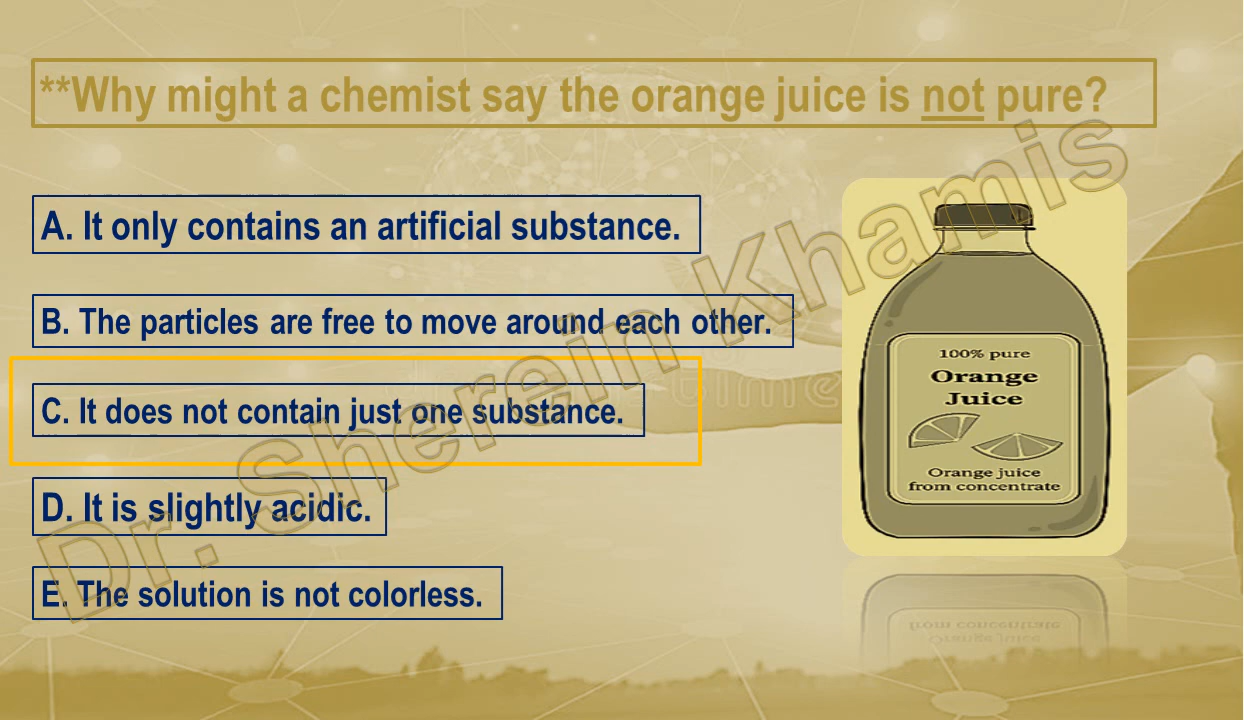 **Why might a chemist say the orange juice is not pure?
A. It only contains an artificial substance.
B. The particles are free to move around each other.
C. It does not contain just one substance.
D. It is slightly acidic.
E. The solution is not colorless.
100% pure
Orange
Juice
Orange juice
from concentrate
Dr. Sherein Khamis